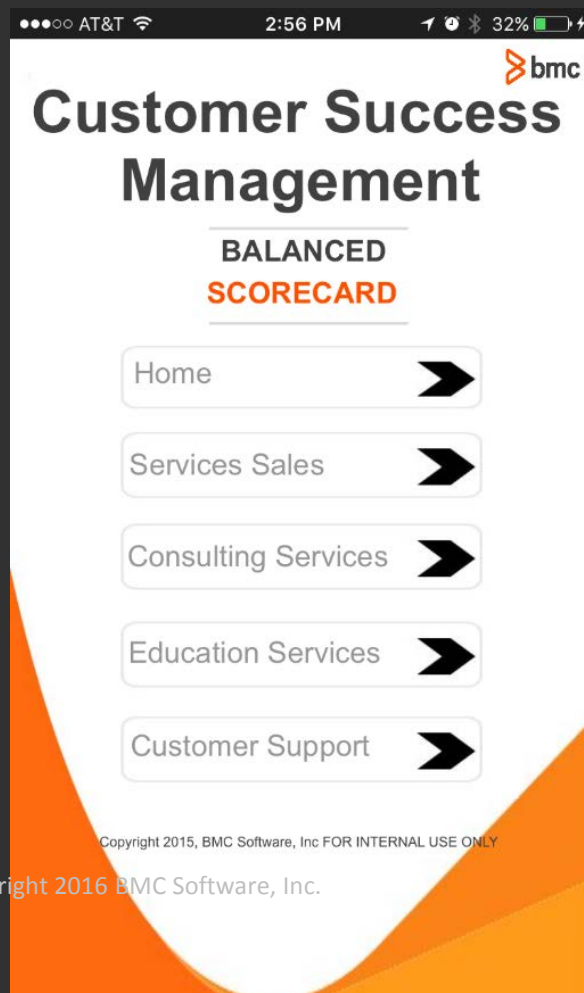 AT&T 2:56 PM 32%
bmc
Customer Success
Management
BALANCED
SCORECARD
Home
Services Sales
Consulting Services
Education Services
Customer Support
Copyright 2015, BMC Software, Inc FOR INTERNAL USE ONLY
right 2016 BMC Software, Inc.